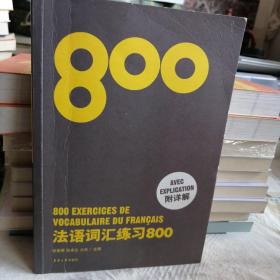 800
AVEC
EXPLICATION
附详解
800 EXERCICES DE
VOCABULAIRE DU FRANÇAIS
法语词汇练习800